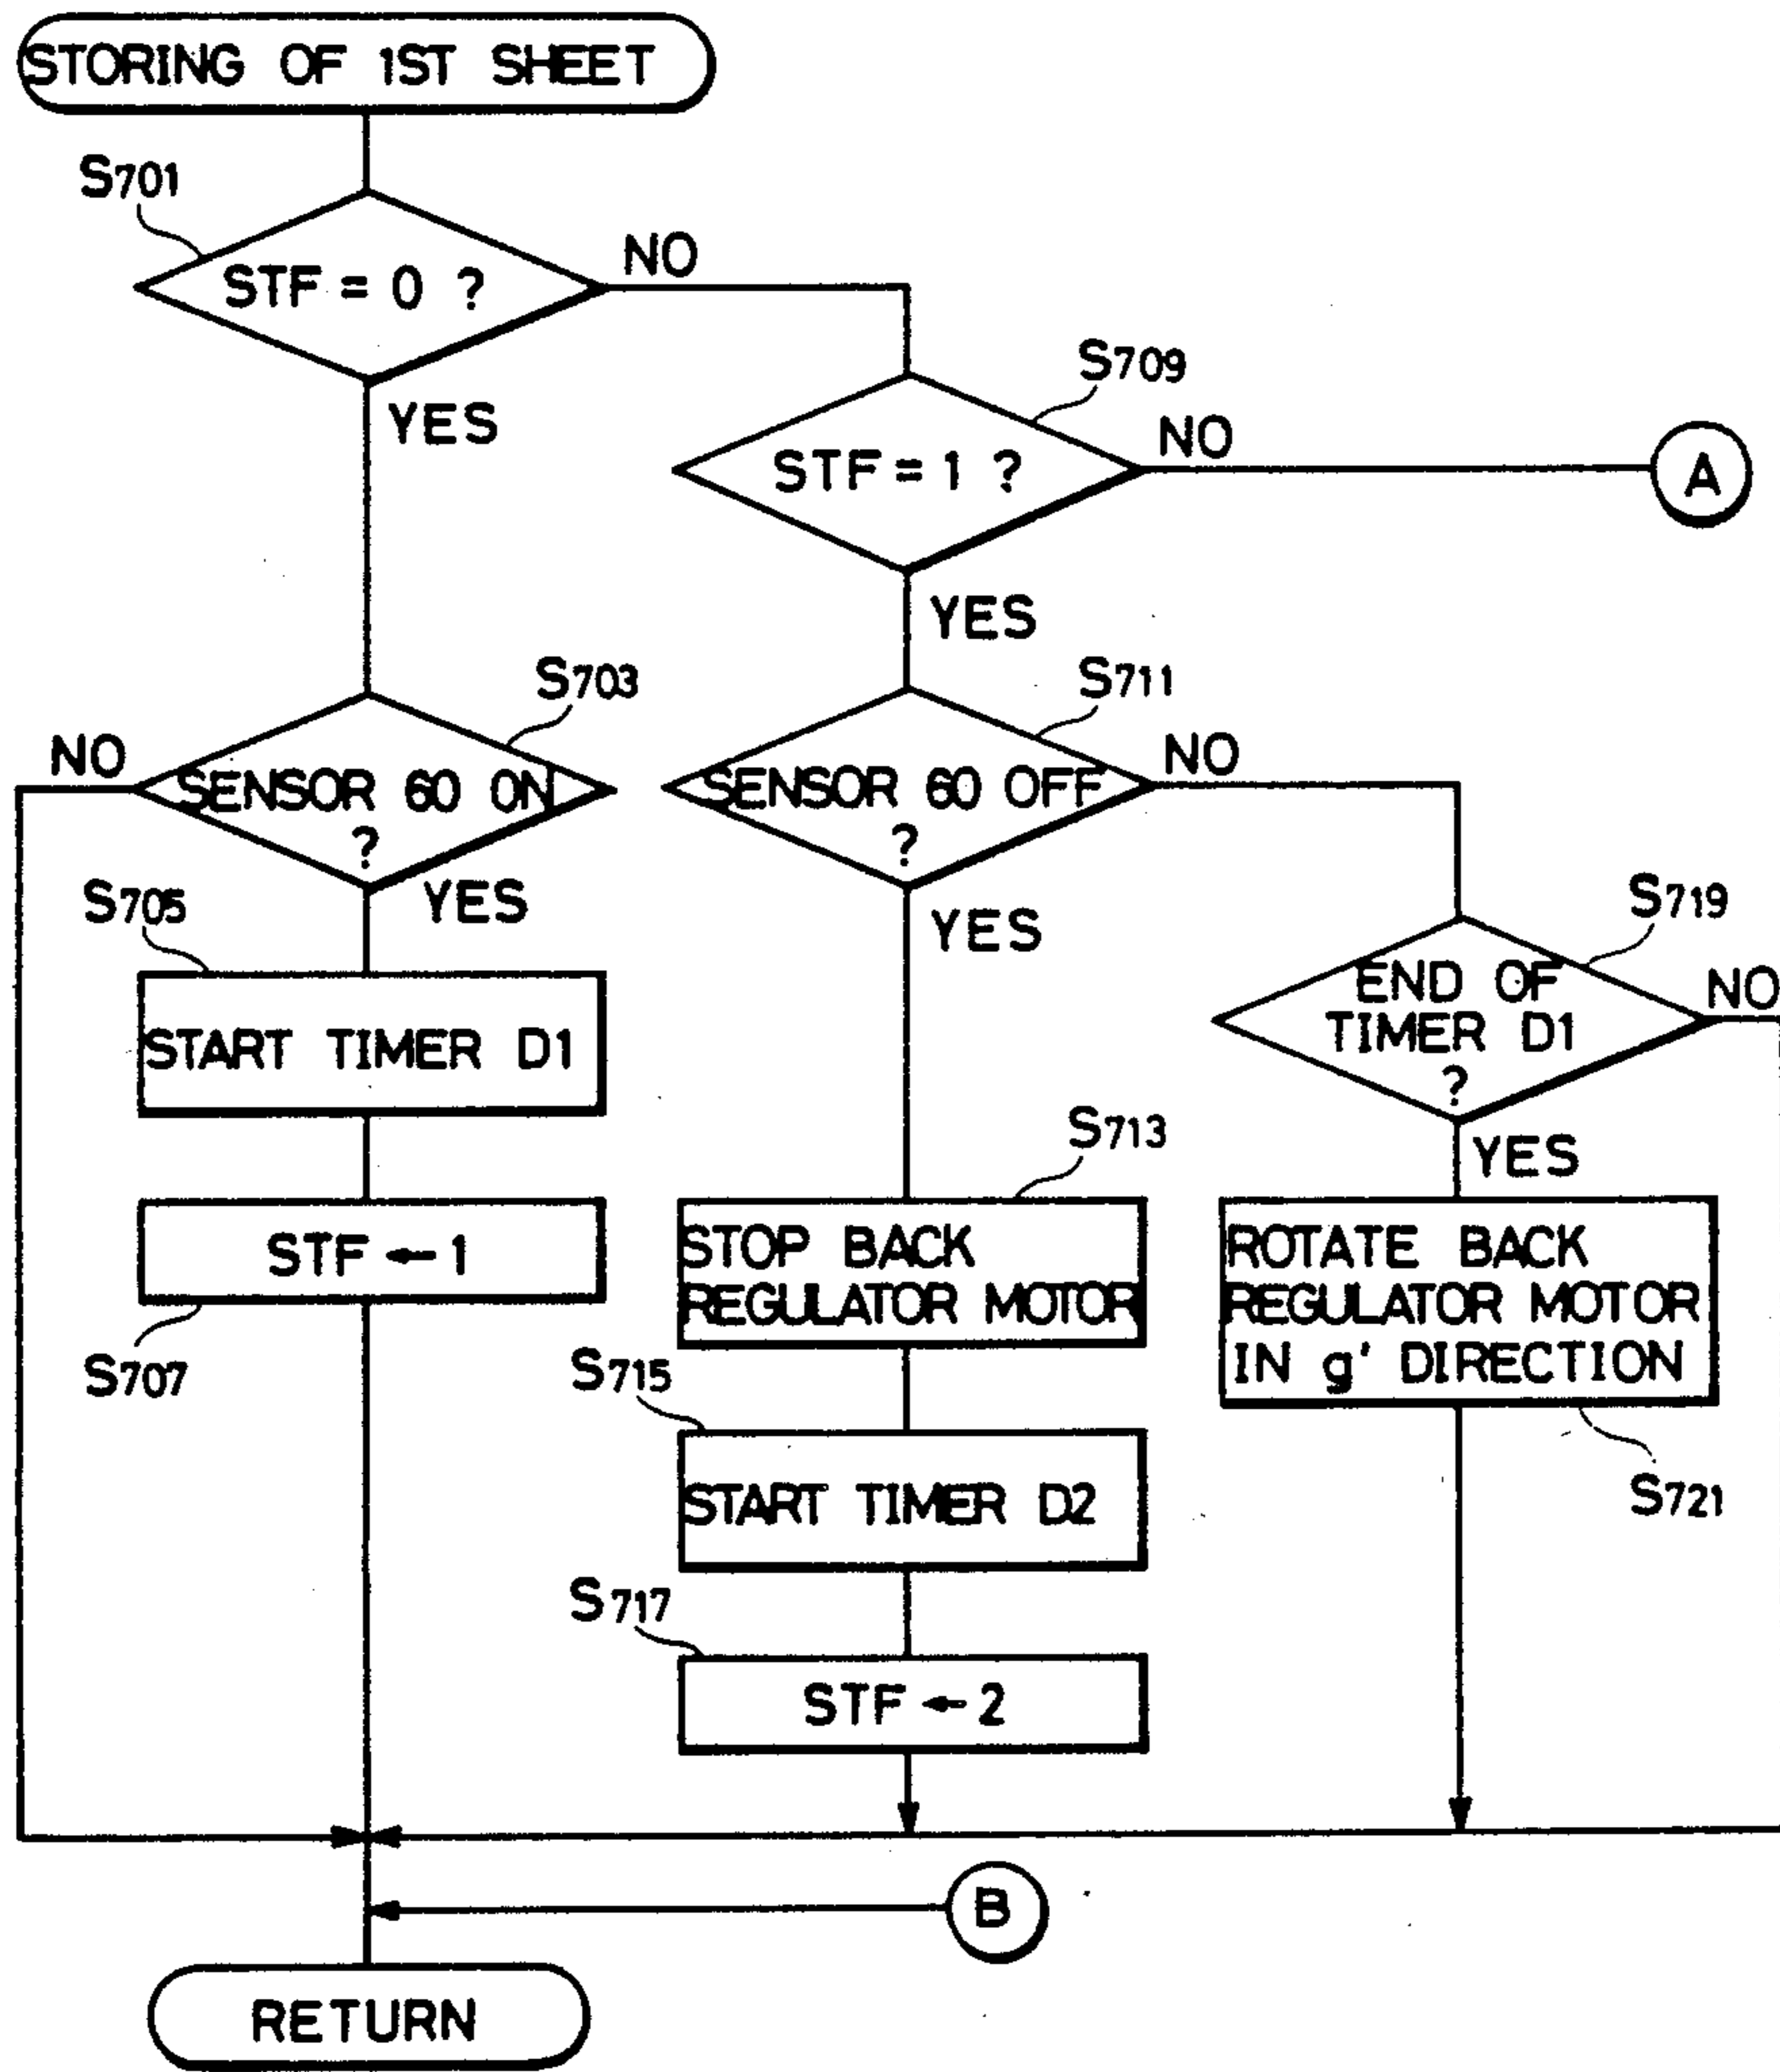 STORING OF 1ST SHEET
S701
STF = 0 ?
NO
YES
S709
STF = 1 ?
NO
A
YES
S703
NO
SENSOR 60 ON
?
YES
S711
SENSOR 60 OFF
?
NO
YES
S705
START TIMER D1
S719
END OF
TIMER D1
?
NO
YES
STF ← 1
S707
S713
STOP BACK
REGULATOR MOTOR
ROTATE BACK
REGULATOR MOTOR
IN g' DIRECTION
S721
S715
START TIMER D2
S717
STF ← 2
B
RETURN